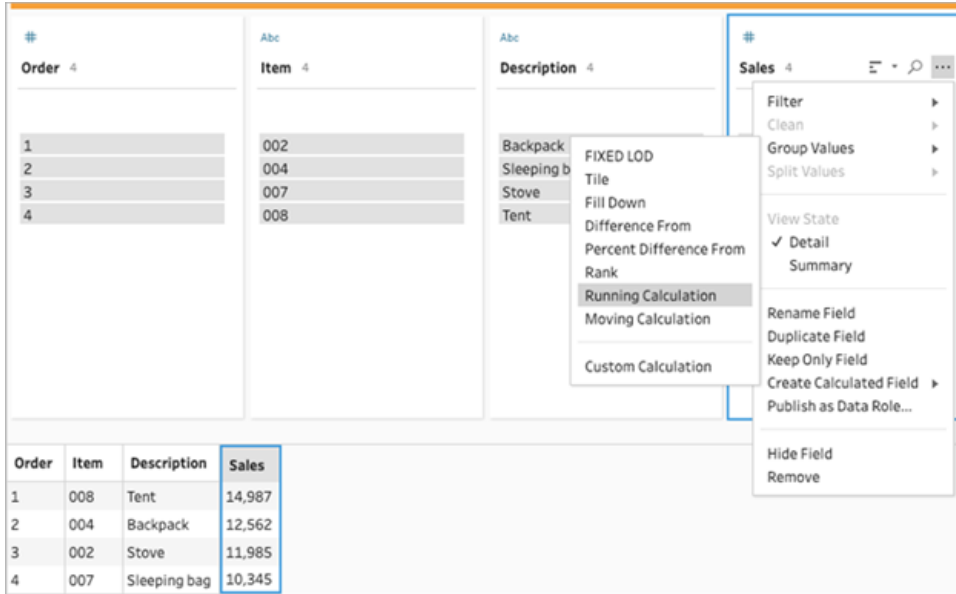 #
Order 4
1
2
3
4
Abc
Item 4
002
004
007
008
Abc
Description 4
Backpack
Sleeping b
Stove
Tent
#
Sales 4
Filter
Clean
Group Values
Split Values
View State
✓ Detail
Summary
Rename Field
Duplicate Field
Keep Only Field
Create Calculated Field
Publish as Data Role...
Hide Field
Remove
FIXED LOD
Tile
Fill Down
Difference From
Percent Difference From
Rank
Running Calculation
Moving Calculation
Custom Calculation
Order Item Description Sales
1 008 Tent 14,987
2 004 Backpack 12,562
3 002 Stove 11,985
4 007 Sleeping bag 10,345